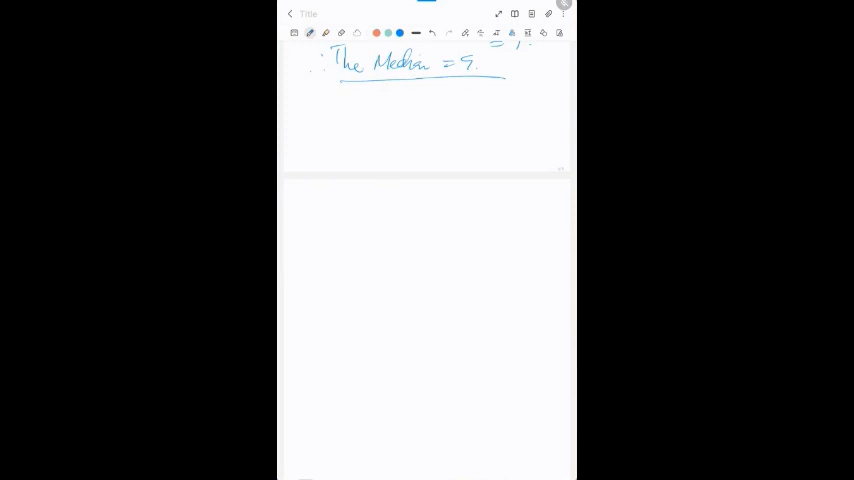 Title
∴ The Median = 9.